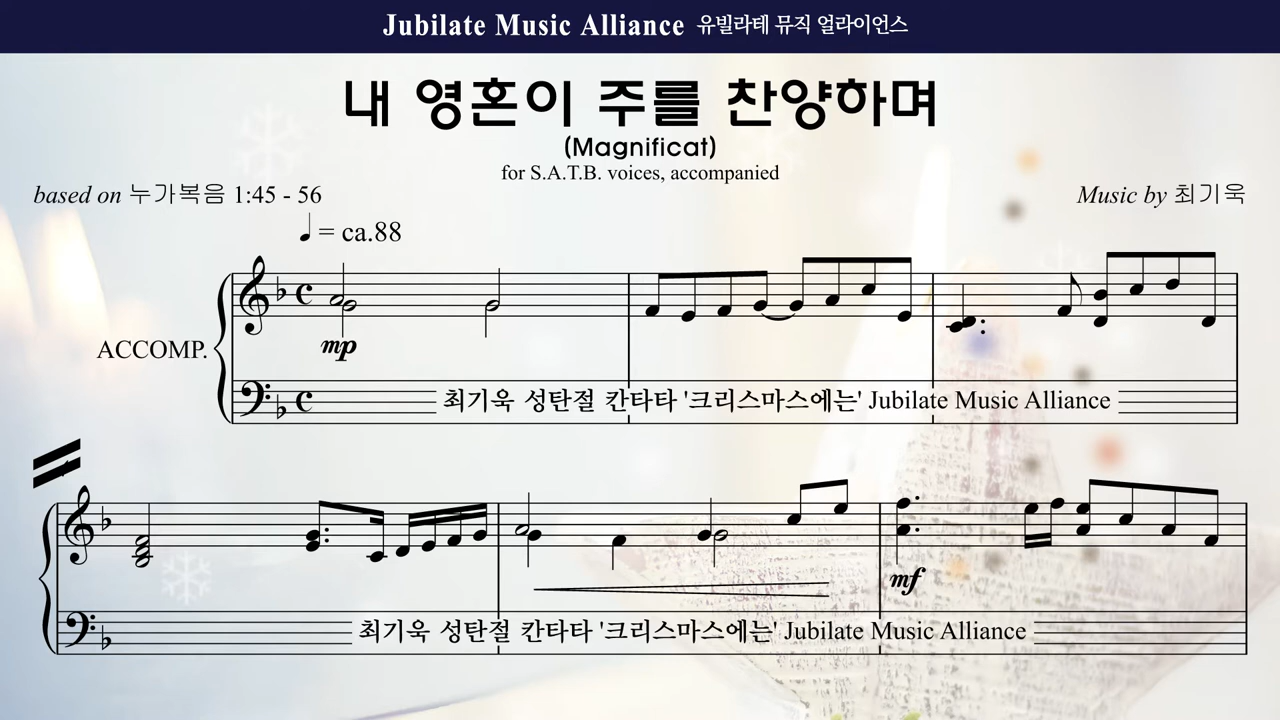 Jubilate Music Alliance 유빌라테 뮤직 얼라이언스
내 영혼이 주를 찬양하며
(Magnificat)
for S.A.T.B. voices, accompanied
based on 누가복음 1:45 - 56
Music by 최기욱
♩ = ca.88
ACCOMP.
mp
최기욱 성탄절 칸타타 '크리스마스에는' Jubilate Music Alliance
mf
최기욱 성탄절 칸타타 '크리스마스에는' Jubilate Music Alliance